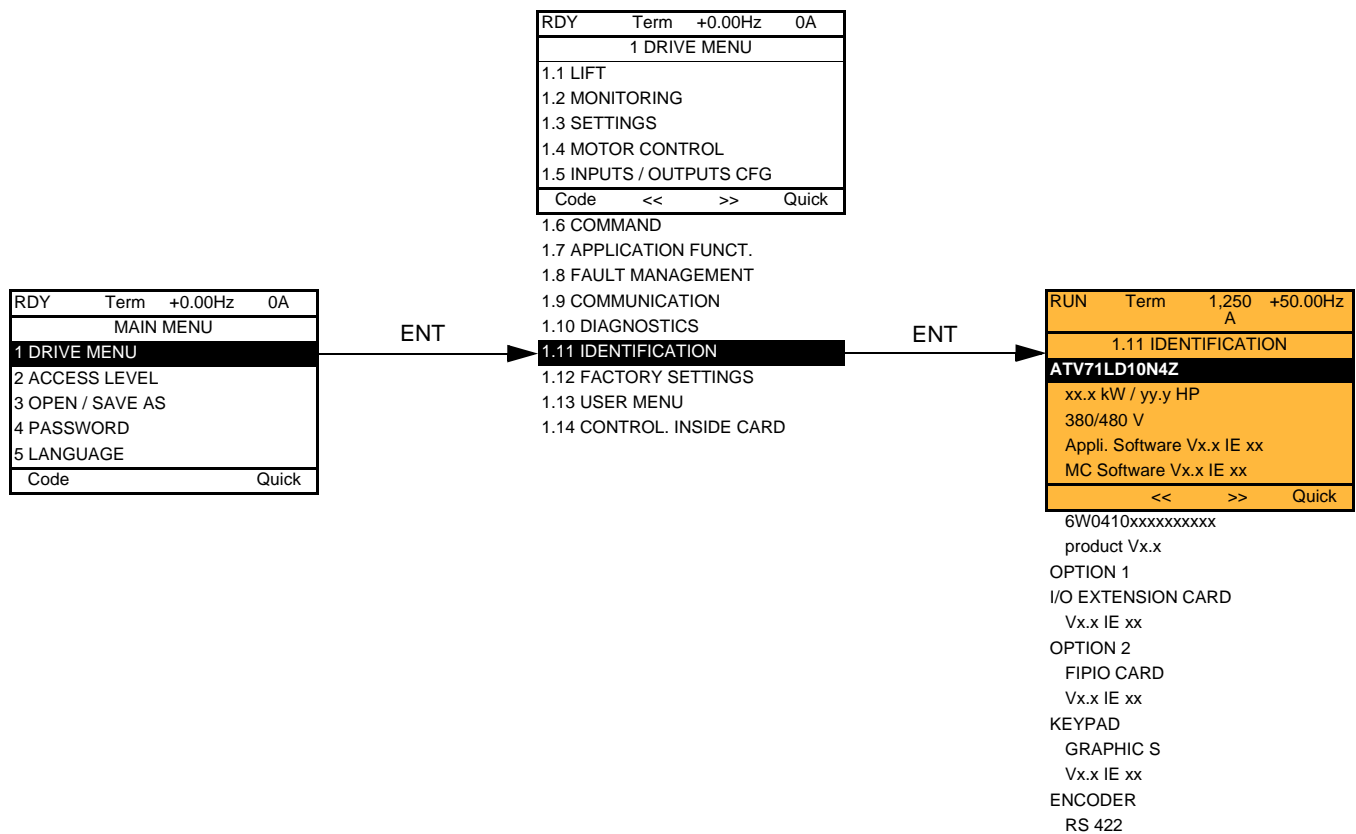 RDY Term +0.00Hz 0A
MAIN MENU
1 DRIVE MENU
2 ACCESS LEVEL
3 OPEN / SAVE AS
4 PASSWORD
5 LANGUAGE
Code Quick
ENT
RDY Term +0.00Hz 0A
1 DRIVE MENU
1.1 LIFT
1.2 MONITORING
1.3 SETTINGS
1.4 MOTOR CONTROL
1.5 INPUTS / OUTPUTS CFG
Code << >> Quick
1.6 COMMAND
1.7 APPLICATION FUNCT.
1.8 FAULT MANAGEMENT
1.9 COMMUNICATION
1.10 DIAGNOSTICS
1.11 IDENTIFICATION
1.12 FACTORY SETTINGS
1.13 USER MENU
1.14 CONTROL. INSIDE CARD
ENT
RUN Term 1,250 +50.00Hz
A
1.11 IDENTIFICATION
ATV71LD10N4Z
xx.x kW / yy.y HP
380/480 V
Appli. Software Vx.x IE xx
MC Software Vx.x IE xx
<< >> Quick
6W0410xxxxxxxxxx
product Vx.x
OPTION 1
I/O EXTENSION CARD
Vx.x IE xx
OPTION 2
FIPIO CARD
Vx.x IE xx
KEYPAD
GRAPHIC S
Vx.x IE xx
ENCODER
RS 422